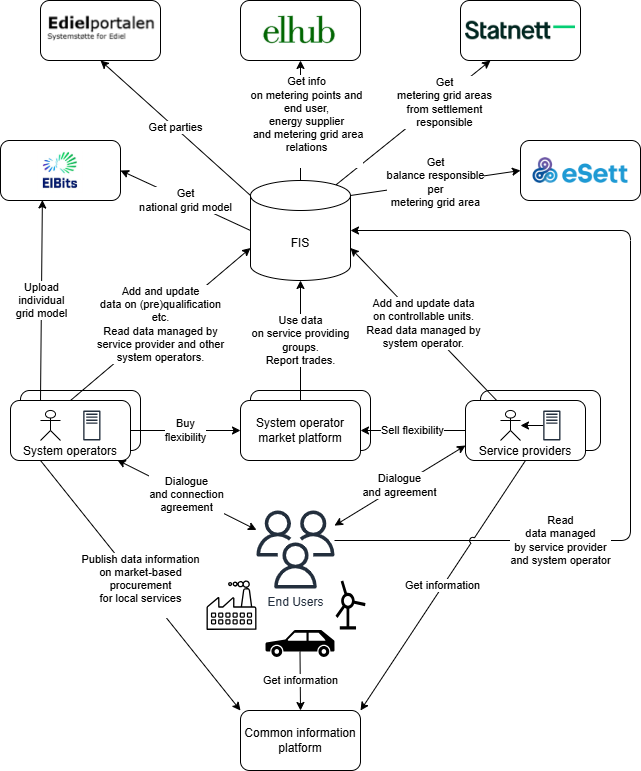 Edielportalen
Systemstøtte for Ediel
elhub
Statnett
Get info
on metering points and
end user,
energy supplier
and metering grid area
relations
Get
metering grid areas
from settlement
responsible
Get parties
ElBits
Get
national grid model
Get
balance responsible
per
metering grid area
eSett
FIS
Upload
individual
grid model
Add and update
data on (pre)qualification
etc.
Read data managed by
service provider and other
system operators.
Use data
on service providing
groups.
Report trades.
Add and update data
on controllable units.
Read data managed by
system operator.
System operators
Buy
flexibility
System operator
market platform
Sell flexibility
Service providers
Dialogue
and connection
agreement
Dialogue
and agreement
Read
data managed
by service provider
and system operator
Publish data information
on market-based
procurement
for local services
End Users
Get information
Get information
Common information
platform